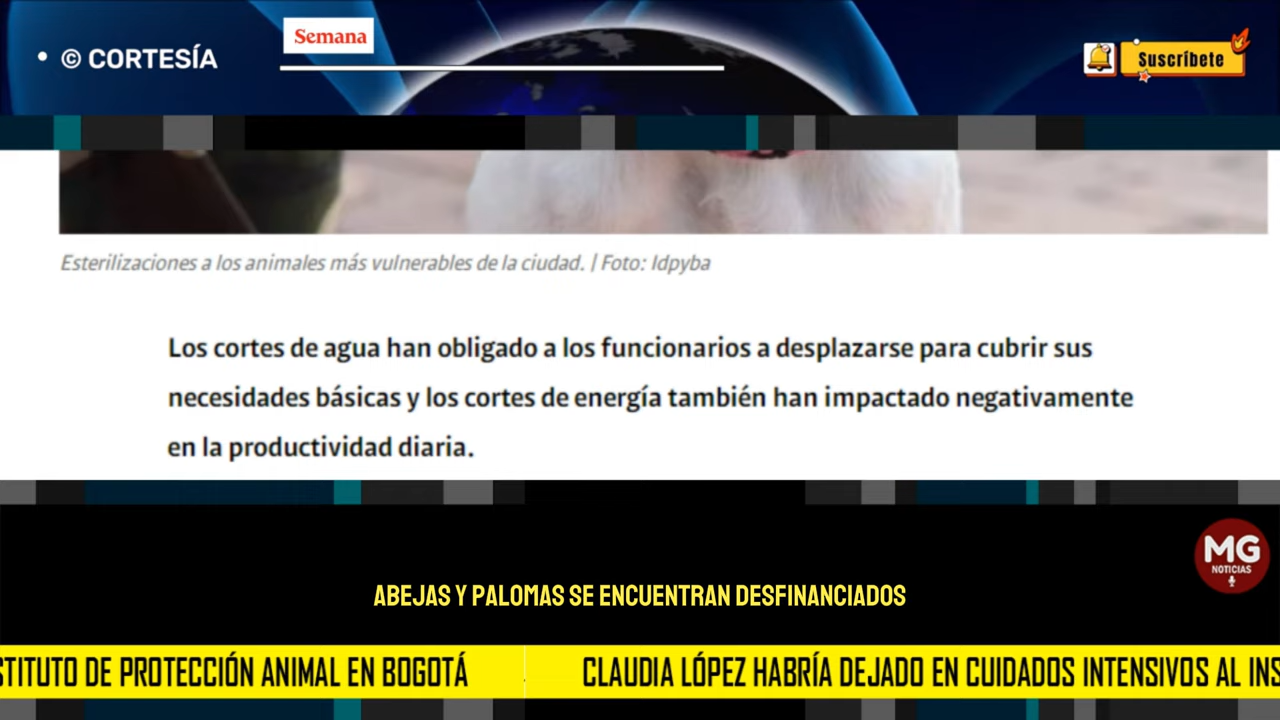 • © CORTESÍA
Semana
Suscríbete
Esterilizaciones a los animales más vulnerables de la ciudad. | Foto: Idpyba
Los cortes de agua han obligado a los funcionarios a desplazarse para cubrir sus
necesidades básicas y los cortes de energía también han impactado negativamente
en la productividad diaria.
MG
NOTICIAS
ABEJAS Y PALOMAS SE ENCUENTRAN DESFINANCIADOS
STITUTO DE PROTECCIÓN ANIMAL EN BOGOTÁ
CLAUDIA LÓPEZ HABRÍA DEJADO EN CUIDADOS INTENSIVOS AL INS